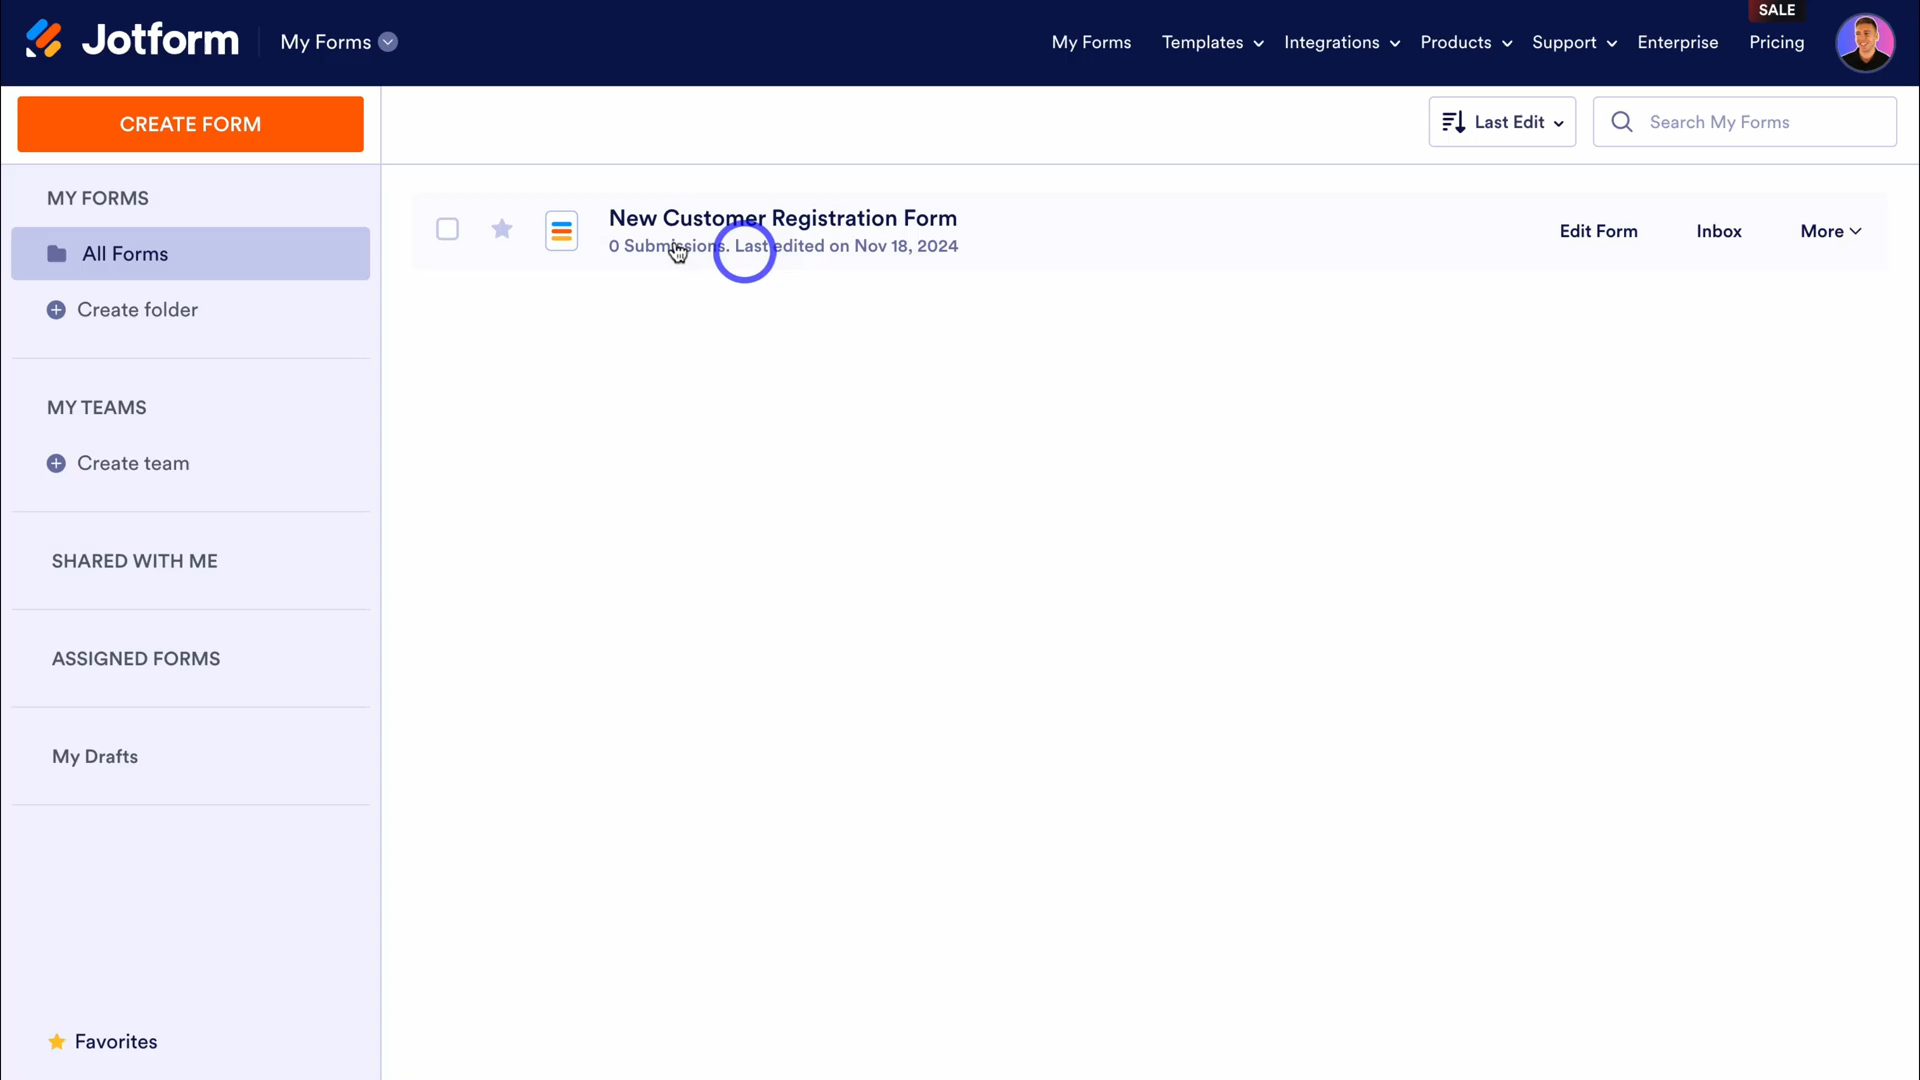 SALE
Jotform
My Forms
My Forms
Templates
Integrations
Products
Support
Enterprise
Pricing
CREATE FORM
Last Edit
Search My Forms
MY FORMS
All Forms
Create folder
MY TEAMS
Create team
SHARED WITH ME
ASSIGNED FORMS
My Drafts
Favorites
New Customer Registration Form
0 Submissions. Last edited on Nov 18, 2024
Edit Form
Inbox
More